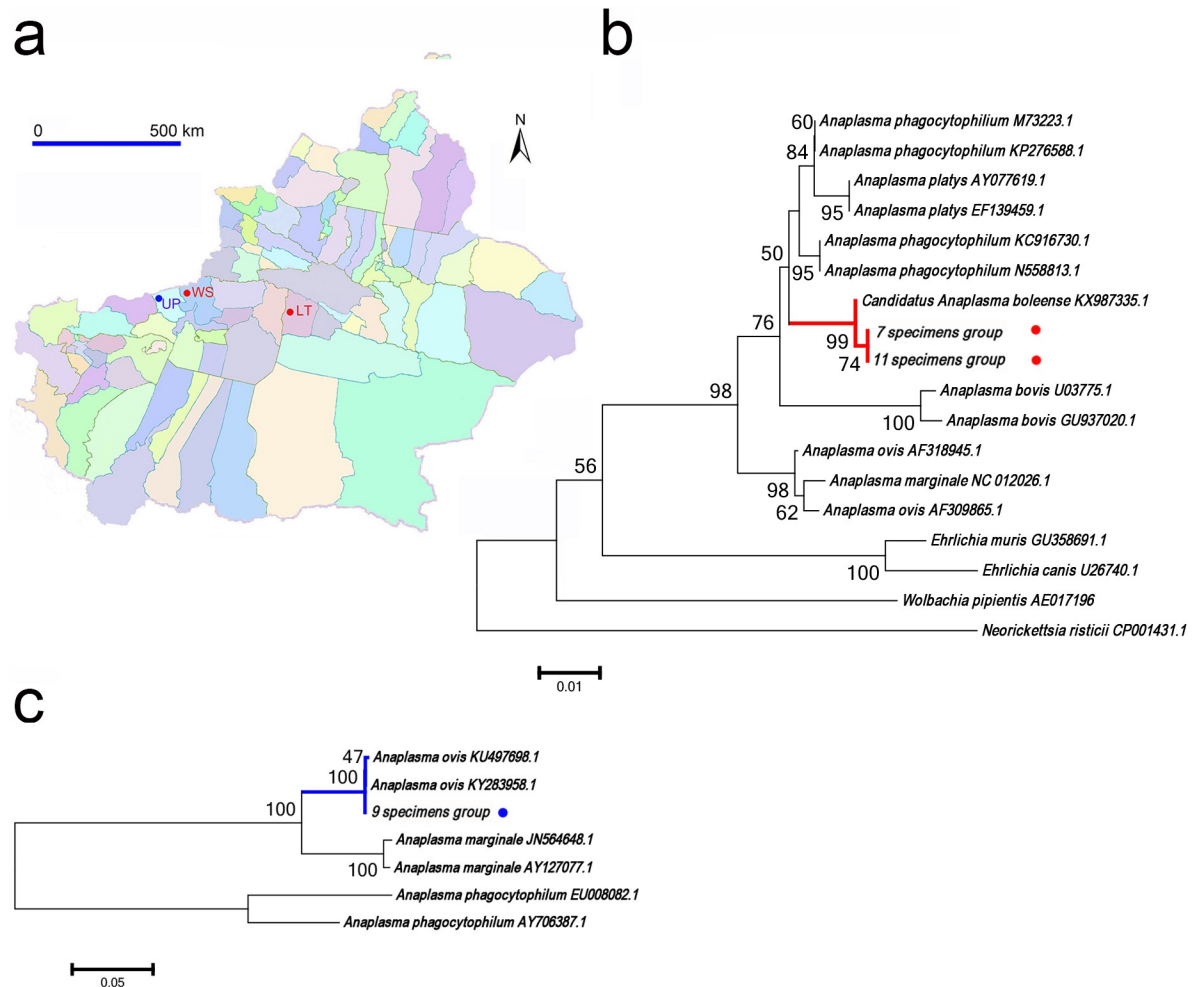 a
b
0 500 km
N
UP
WS
LT
60 Anaplasma phagocytophilium M73223.1
84
Anaplasma phagocytophilum KP276588.1
Anaplasma platys AY077619.1
95 Anaplasma platys EF139459.1
Anaplasma phagocytophilum KC916730.1
50
95 Anaplasma phagocytophilum N558813.1
Candidatus Anaplasma boleense KX987335.1
76
99 7 specimens group
74 11 specimens group
98
Anaplasma bovis U03775.1
100 Anaplasma bovis GU937020.1
Anaplasma ovis AF318945.1
56
98 Anaplasma marginale NC 012026.1
62 Anaplasma ovis AF309865.1
Ehrlichia muris GU358691.1
100 Ehrlichia canis U26740.1
Wolbachia pipientis AE017196
Neorickettsia risticii CP001431.1
0.01
c
47 Anaplasma ovis KU497698.1
100 Anaplasma ovis KY283958.1
100 9 specimens group
Anaplasma marginale JN564648.1
100 Anaplasma marginale AY127077.1
Anaplasma phagocytophilum EU008082.1
Anaplasma phagocytophilum AY706387.1
0.05